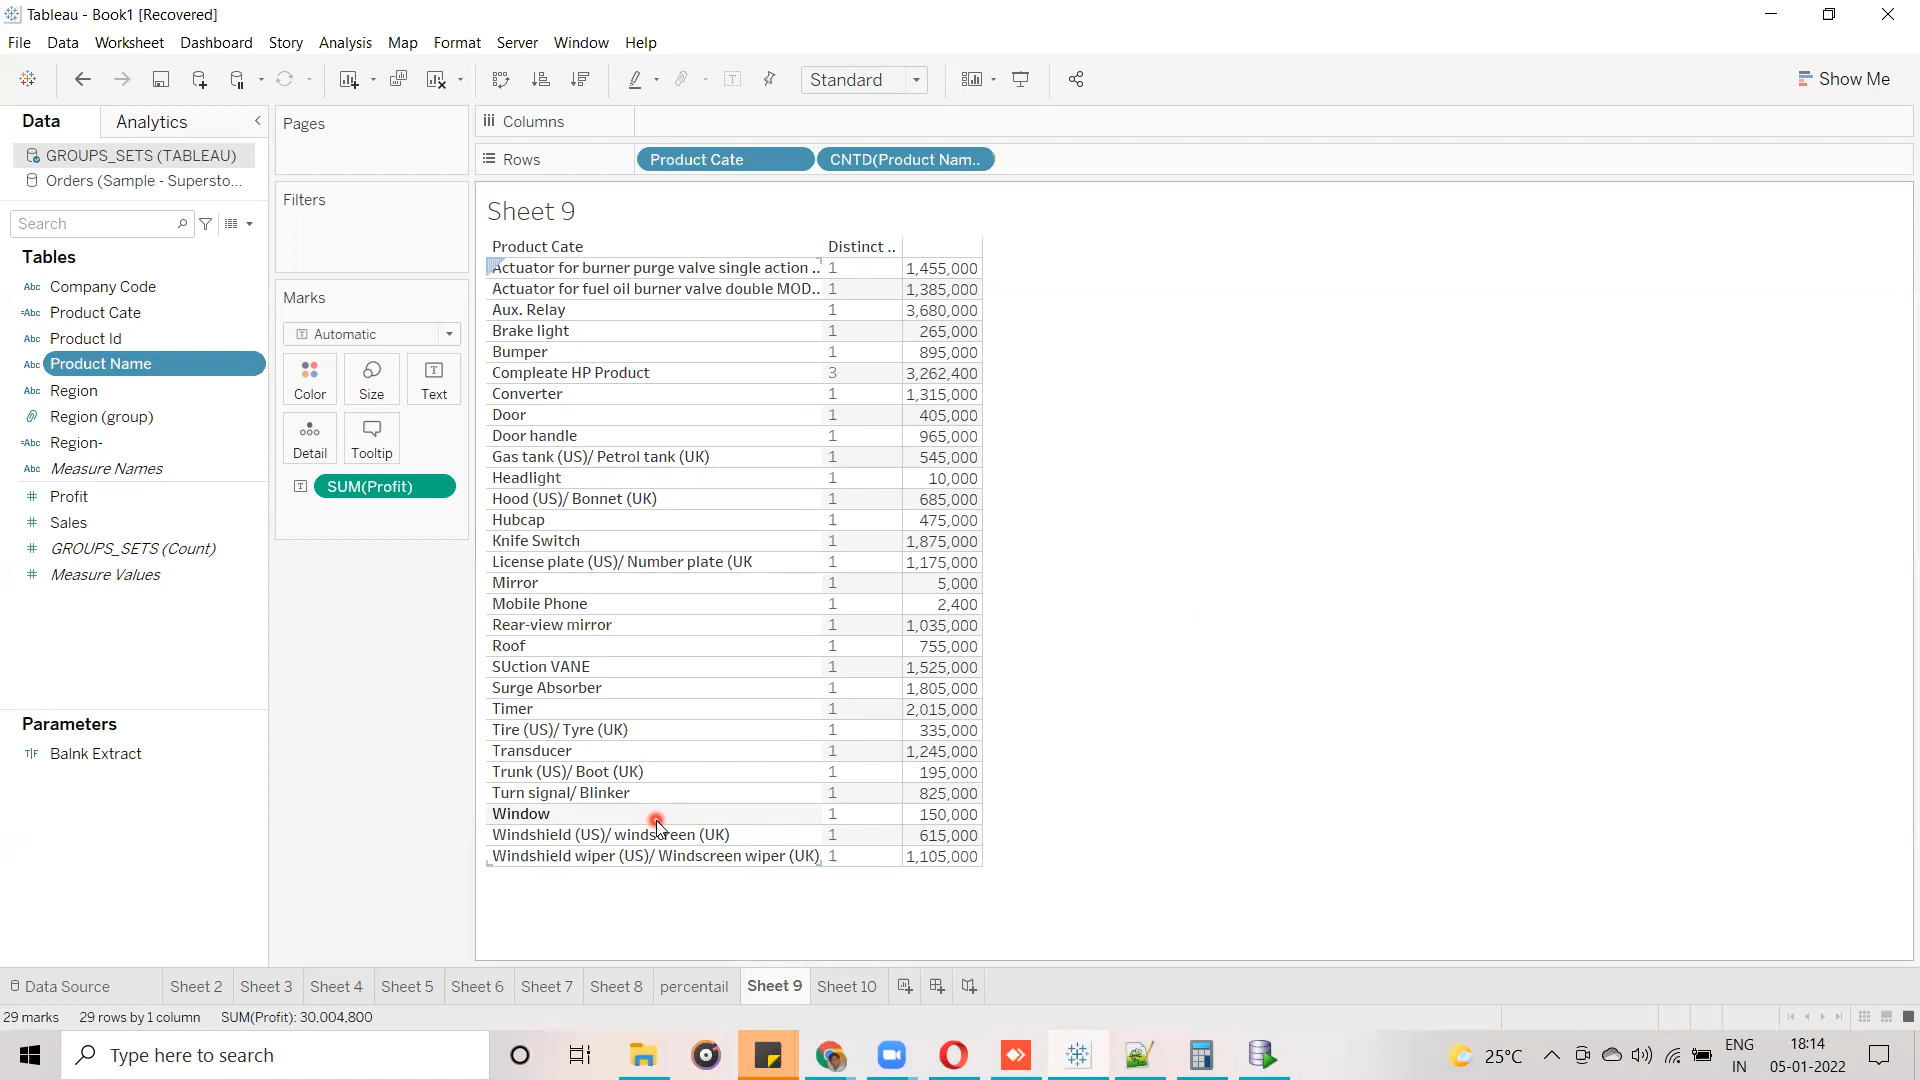 Tableau - Book1 [Recovered]
File Data Worksheet Dashboard Story Analysis Map Format Server Window Help
Standard
Show Me
Data Analytics
GROUPS_SETS (TABLEAU)
Orders (Sample - Supersto...
Search
Tables
Abc Company Code
=Abc Product Cate
Abc Product Id
Abc Product Name
Abc Region
Region (group)
=Abc Region-
Abc Measure Names
# Profit
# Sales
# GROUPS_SETS (Count)
# Measure Values
Parameters
T|F Balnk Extract
Pages
Filters
Marks
Automatic
Color Size Text
Detail Tooltip
SUM(Profit)
Columns
Rows Product Cate CNTD(Product Nam..
Sheet 9
Product Cate Distinct ..
Actuator for burner purge valve single action .. 1 1,455,000
Actuator for fuel oil burner valve double MOD.. 1 1,385,000
Aux. Relay 1 3,680,000
Brake light 1 265,000
Bumper 1 895,000
Compleate HP Product 3 3,262,400
Converter 1 1,315,000
Door 1 405,000
Door handle 1 965,000
Gas tank (US)/ Petrol tank (UK) 1 545,000
Headlight 1 10,000
Hood (US)/ Bonnet (UK) 1 685,000
Hubcap 1 475,000
Knife Switch 1 1,875,000
License plate (US)/ Number plate (UK 1 1,175,000
Mirror 1 5,000
Mobile Phone 1 2,400
Rear-view mirror 1 1,035,000
Roof 1 755,000
SUction VANE 1 1,525,000
Surge Absorber 1 1,805,000
Timer 1 2,015,000
Tire (US)/ Tyre (UK) 1 335,000
Transducer 1 1,245,000
Trunk (US)/ Boot (UK) 1 195,000
Turn signal/ Blinker 1 825,000
Window 1 150,000
Windshield (US)/ windscreen (UK) 1 615,000
Windshield wiper (US)/ Windscreen wiper (UK) 1 1,105,000
Data Source Sheet 2 Sheet 3 Sheet 4 Sheet 5 Sheet 6 Sheet 7 Sheet 8 percentail Sheet 9 Sheet 10
29 marks 29 rows by 1 column SUM(Profit): 30,004,800
Type here to search
25°C
ENG
IN
18:14
05-01-2022